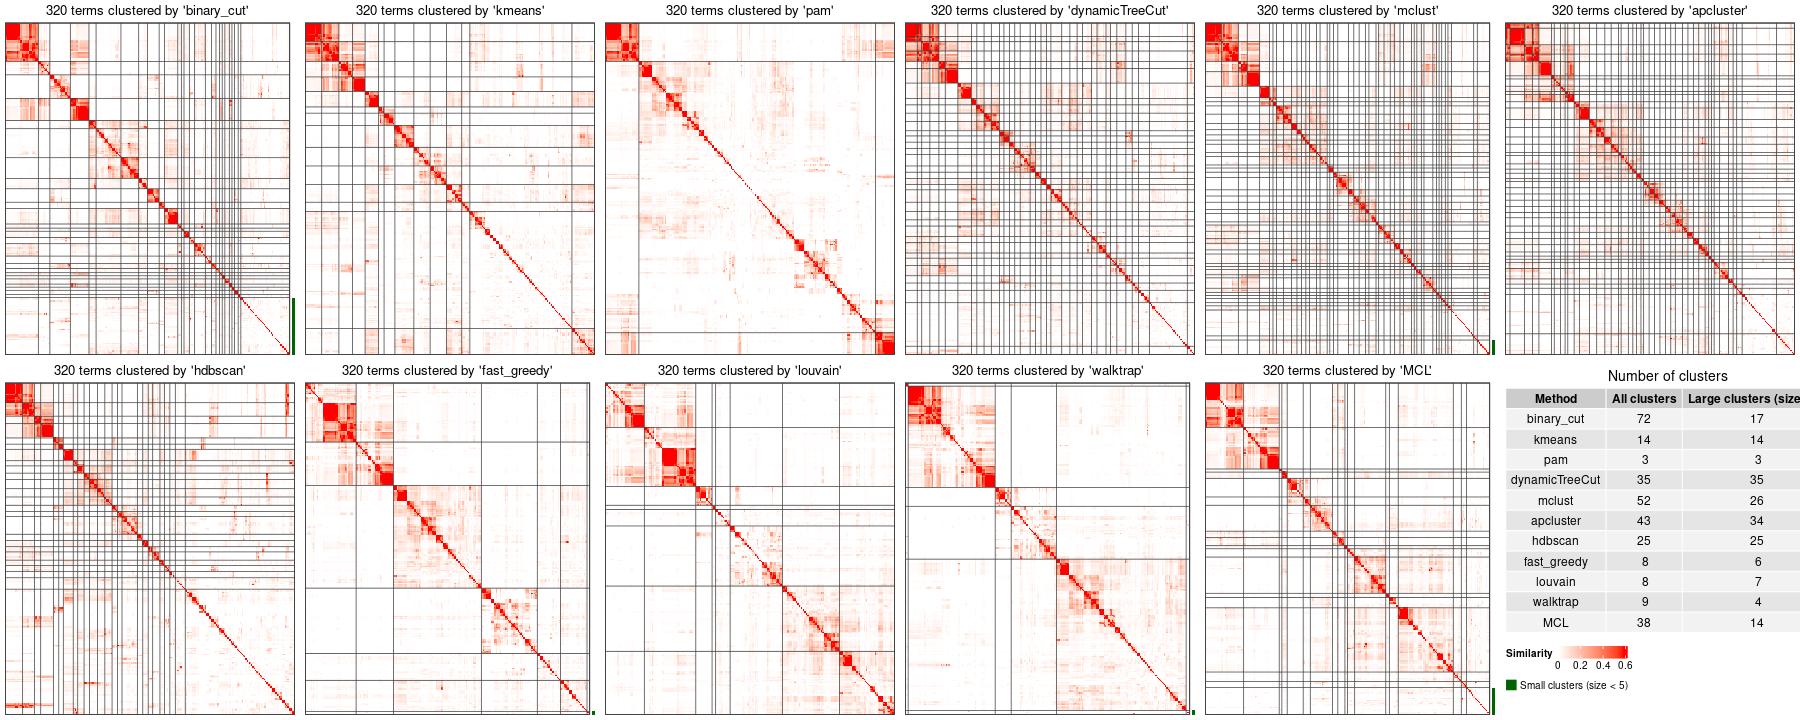 320 terms clustered by 'binary_cut'
320 terms clustered by 'kmeans'
320 terms clustered by 'pam'
320 terms clustered by 'dynamicTreeCut'
320 terms clustered by 'mclust'
320 terms clustered by 'apcluster'
320 terms clustered by 'hdbscan'
320 terms clustered by 'fast_greedy'
320 terms clustered by 'louvain'
320 terms clustered by 'walktrap'
320 terms clustered by 'MCL'
Number of clusters
Method All clusters Large clusters (size
binary_cut 72 17
kmeans 14 14
pam 3 3
dynamicTreeCut 35 35
mclust 52 26
apcluster 43 34
hdbscan 25 25
fast_greedy 8 6
louvain 8 7
walktrap 9 4
MCL 38 14
Similarity
0 0.2 0.4 0.6
Small clusters (size < 5)